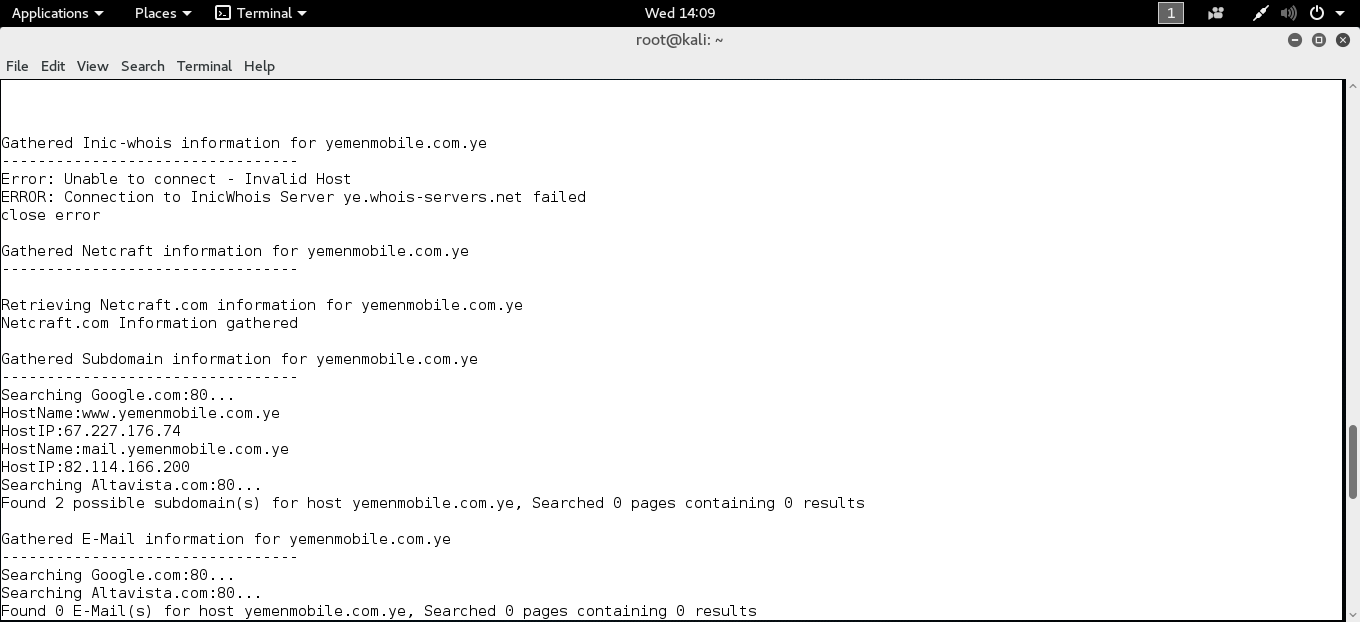 Applications Places Terminal Wed 14:09 1
root@kali: ~
File Edit View Search Terminal Help
Gathered Inic-whois information for yemenmobile.com.ye
---------------------------------
Error: Unable to connect - Invalid Host
ERROR: Connection to InicWhois Server ye.whois-servers.net failed
close error
Gathered Netcraft information for yemenmobile.com.ye
---------------------------------
Retrieving Netcraft.com information for yemenmobile.com.ye
Netcraft.com Information gathered
Gathered Subdomain information for yemenmobile.com.ye
---------------------------------
Searching Google.com:80...
HostName:www.yemenmobile.com.ye
HostIP:67.227.176.74
HostName:mail.yemenmobile.com.ye
HostIP:82.114.166.200
Searching Altavista.com:80...
Found 2 possible subdomain(s) for host yemenmobile.com.ye, Searched 0 pages containing 0 results
Gathered E-Mail information for yemenmobile.com.ye
---------------------------------
Searching Google.com:80...
Searching Altavista.com:80...
Found 0 E-Mail(s) for host yemenmobile.com.ye, Searched 0 pages containing 0 results